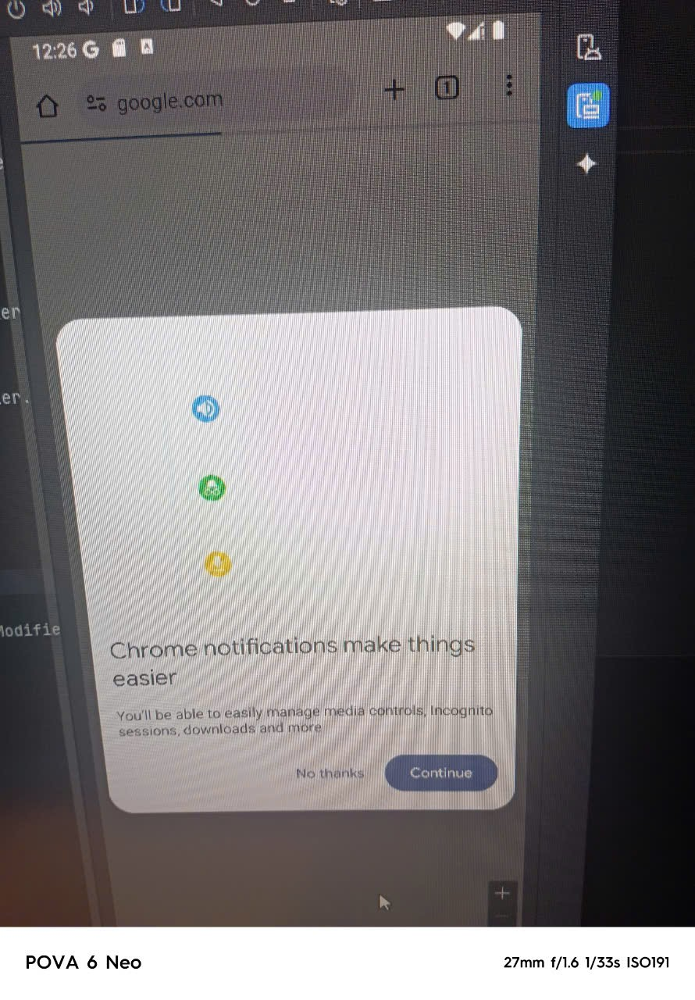 12:26 G
google.com
1
er
er.
Modifie
Chrome notifications make things
easier
You'll be able to easily manage media controls, Incognito
sessions, downloads and more
No thanks
Continue
POVA 6 Neo
27mm f/1.6 1/33s ISO191